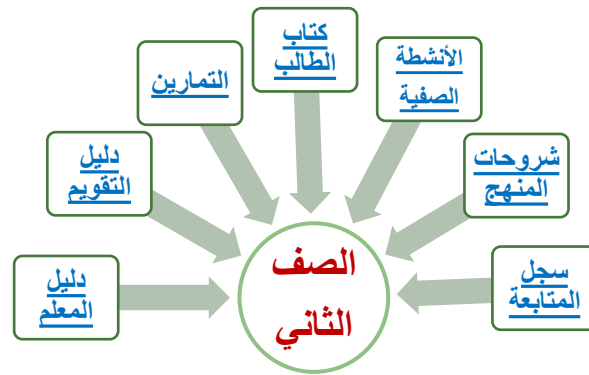 كتاب
الطالب
الأنشطة
الصفية
التمارين
شروحات
المنهج
دليل
التقويم
سجل
المتابعة
دليل
المعلم
الصف
الثاني